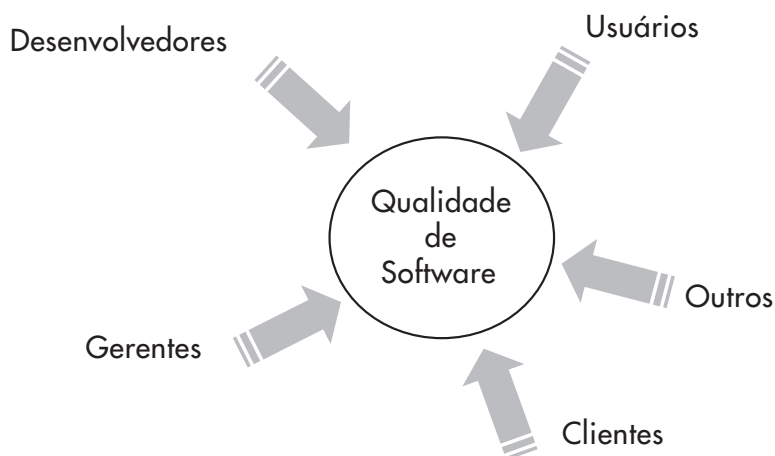 Desenvolvedores
Usuários
Qualidade
de
Software
Outros
Gerentes
Clientes